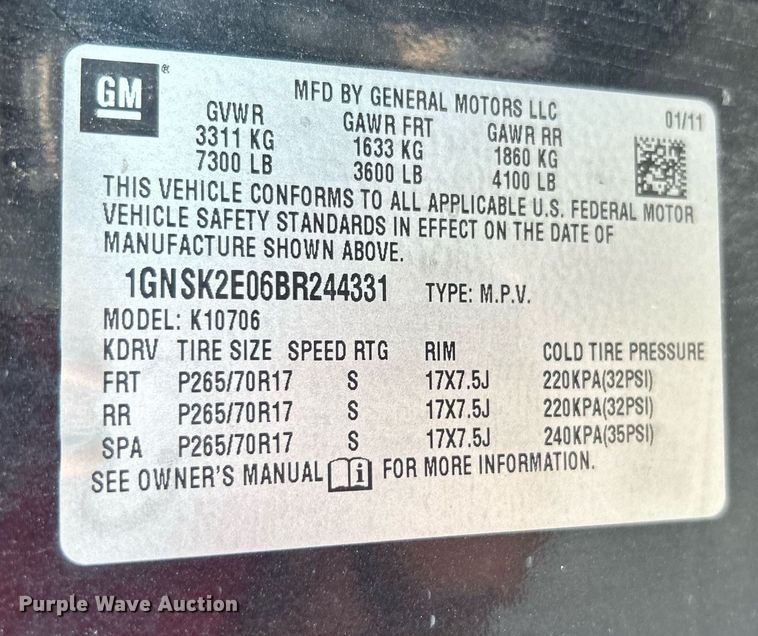 GM®
MFD BY GENERAL MOTORS LLC 01/11
GVWR GAWR FRT GAWR RR
3311 KG 1633 KG 1860 KG
7300 LB 3600 LB 4100 LB
THIS VEHICLE CONFORMS TO ALL APPLICABLE U.S. FEDERAL MOTOR
VEHICLE SAFETY STANDARDS IN EFFECT ON THE DATE OF
MANUFACTURE SHOWN ABOVE.
1GNSK2E06BR244331 TYPE: M.P.V.
MODEL: K10706
KDRV TIRE SIZE SPEED RTG RIM COLD TIRE PRESSURE
FRT P265/70R17 S 17X7.5J 220KPA(32PSI)
RR P265/70R17 S 17X7.5J 220KPA(32PSI)
SPA P265/70R17 S 17X7.5J 240KPA(35PSI)
SEE OWNER'S MANUAL i FOR MORE INFORMATION.
Purple Wave Auction